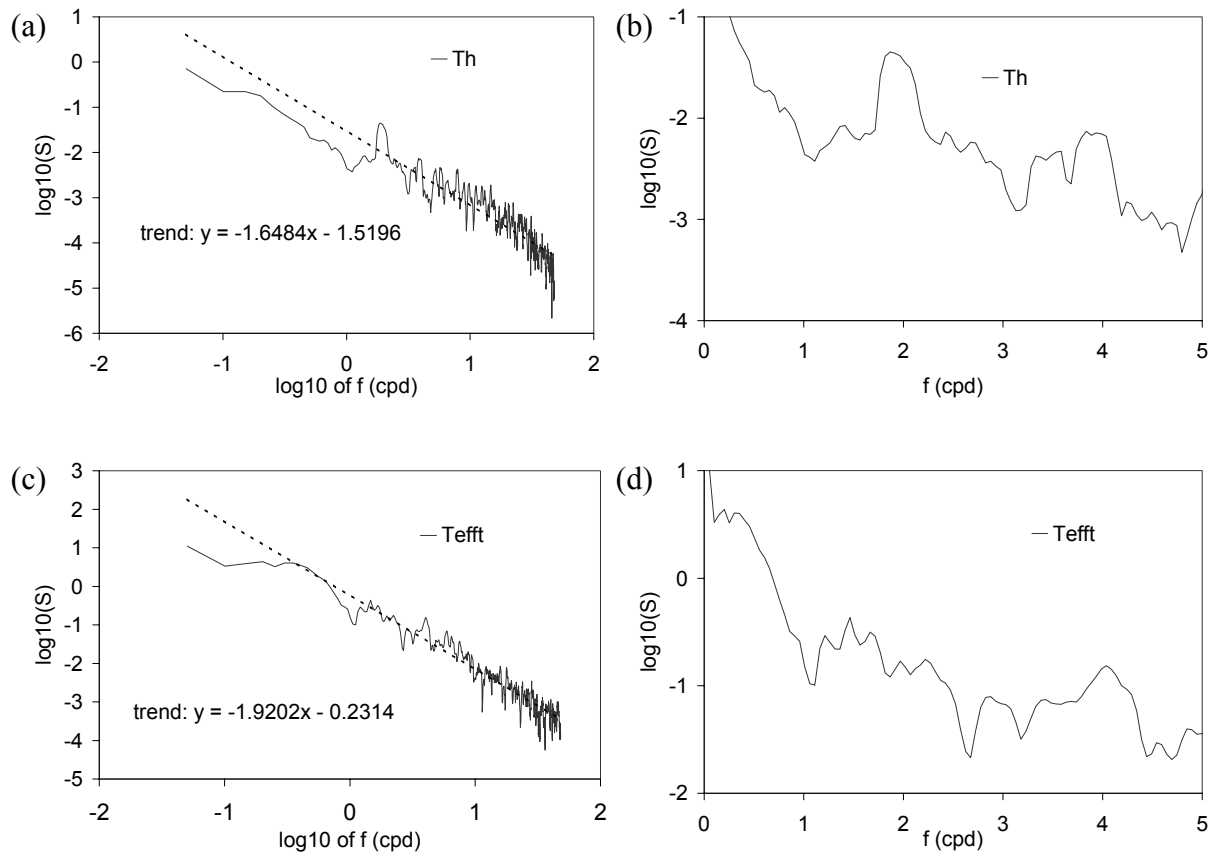 (a)
1
0
-1
-2
-3
-4
-5
-6
log10(S)
Th
trend: y = -1.6484x - 1.5196
-2 -1 0 1 2
log10 of f (cpd)
(b)
-1
-2
-3
-4
log10(S)
Th
0 1 2 3 4 5
f (cpd)
(c)
3
2
1
0
-1
-2
-3
-4
-5
log10(S)
Tefft
trend: y = -1.9202x - 0.2314
-2 -1 0 1 2
log10 of f (cpd)
(d)
1
0
-1
-2
log10(S)
Tefft
0 1 2 3 4 5
f (cpd)